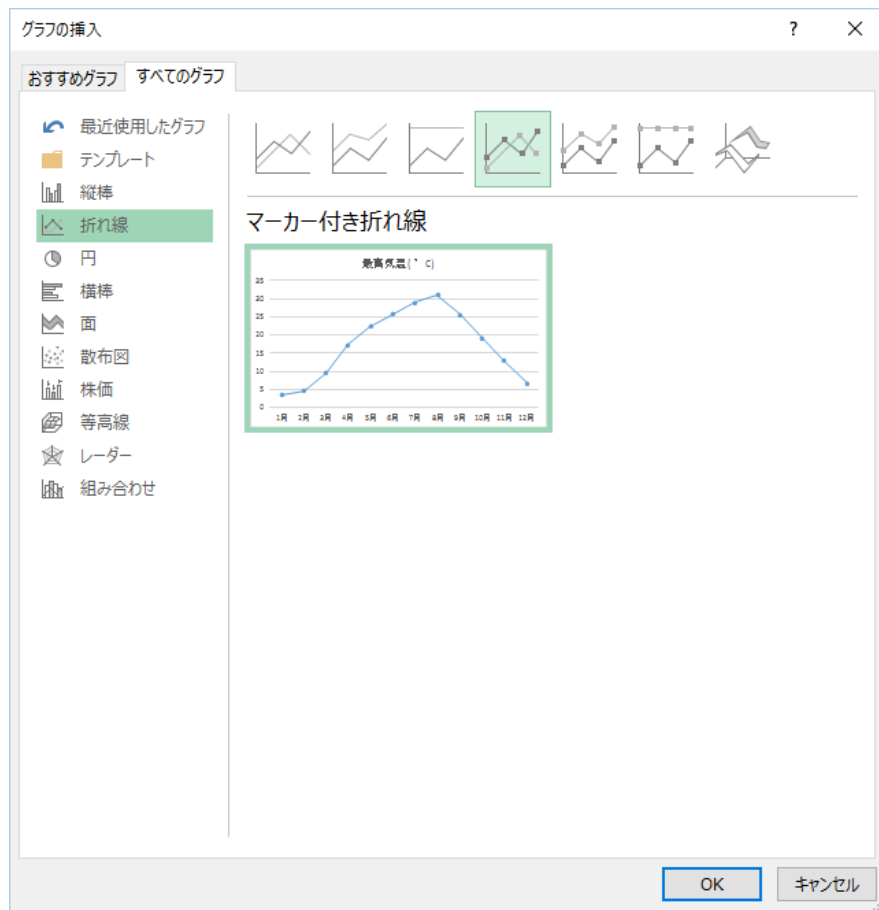 グラフの挿入 ?
おすすめグラフ すべてのグラフ
最近使用したグラフ
テンプレート
縦棒
折れ線
円
横棒
面
散布図
株価
等高線
レーダー
組み合わせ
マーカー付き折れ線
最高気温(゜C)
35
30
25
20
15
10
5
0
1月 2月 3月 4月 5月 6月 7月 8月 9月 10月 11月 12月
OK キャンセル